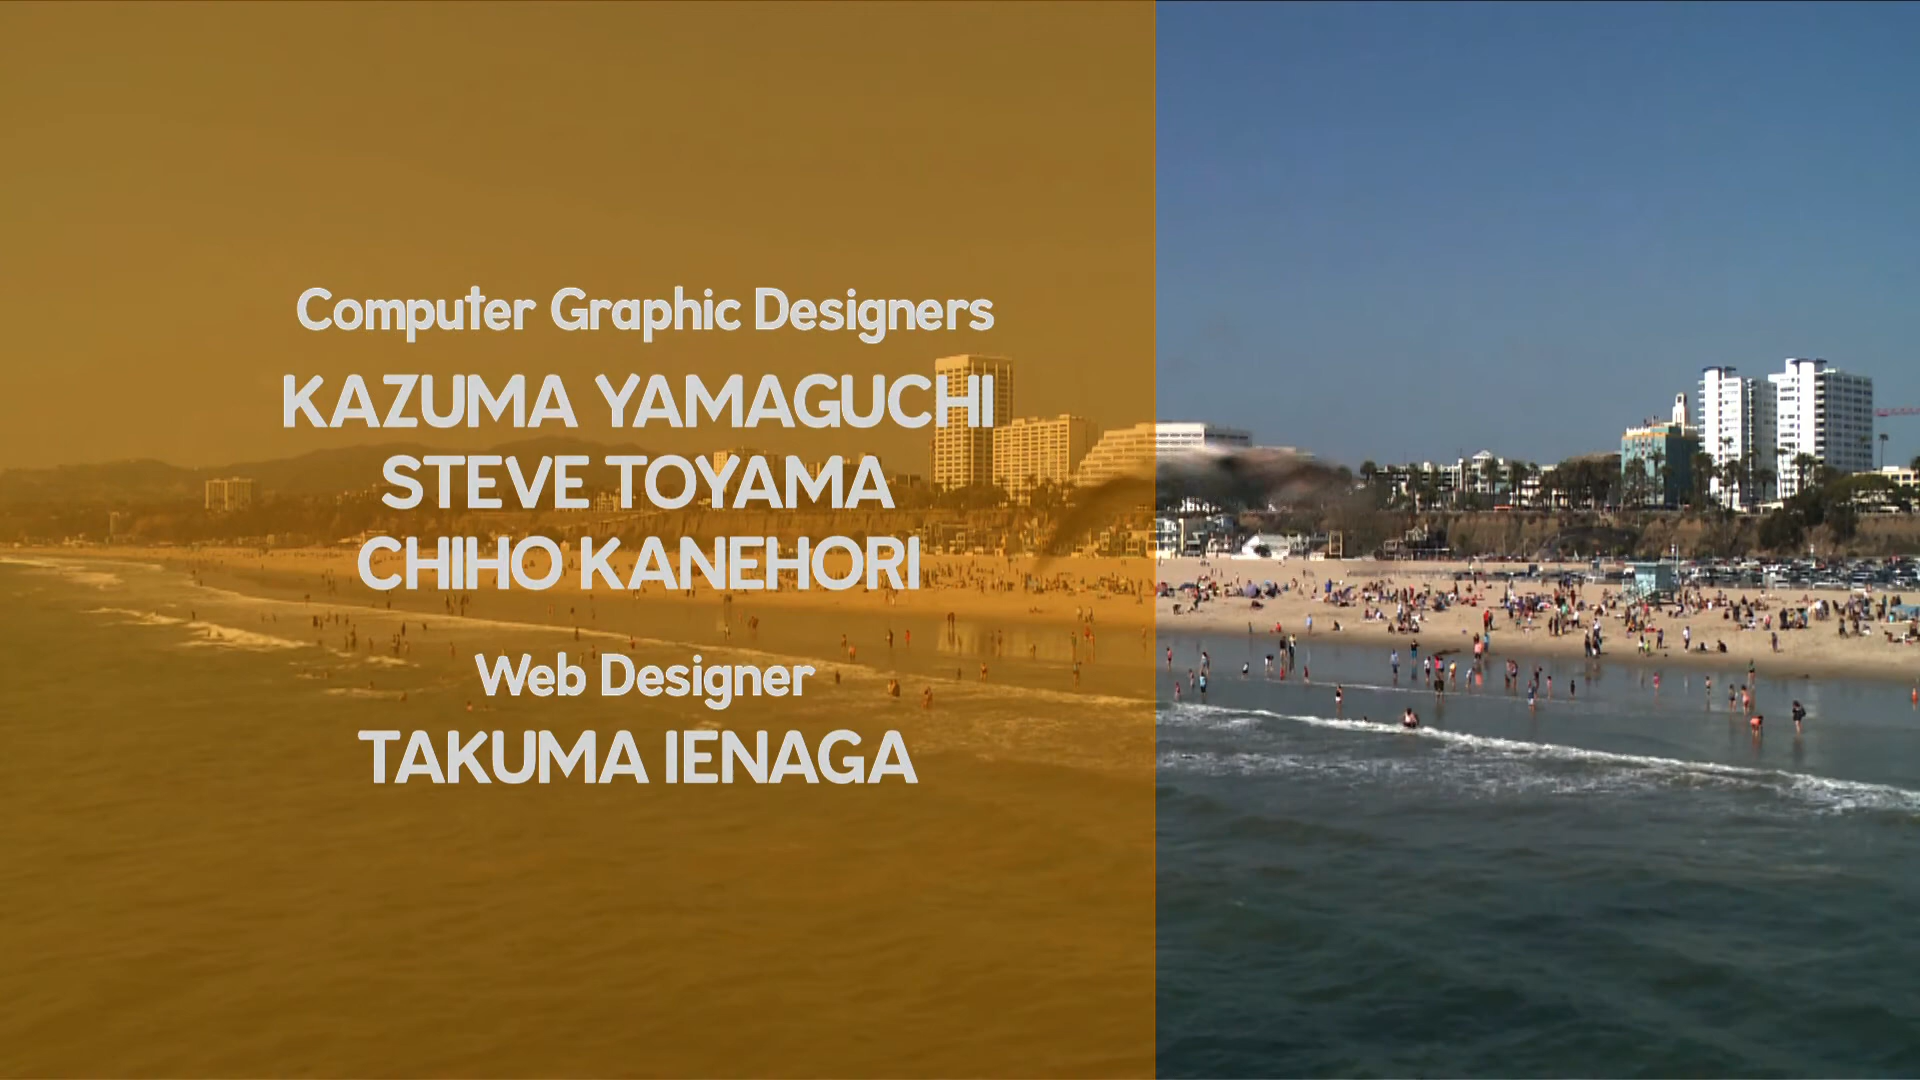 Computer Graphic Designers
KAZUMA YAMAGUCHI
STEVE TOYAMA
CHIHO KANEHORI
Web Designer
TAKUMA IENAGA